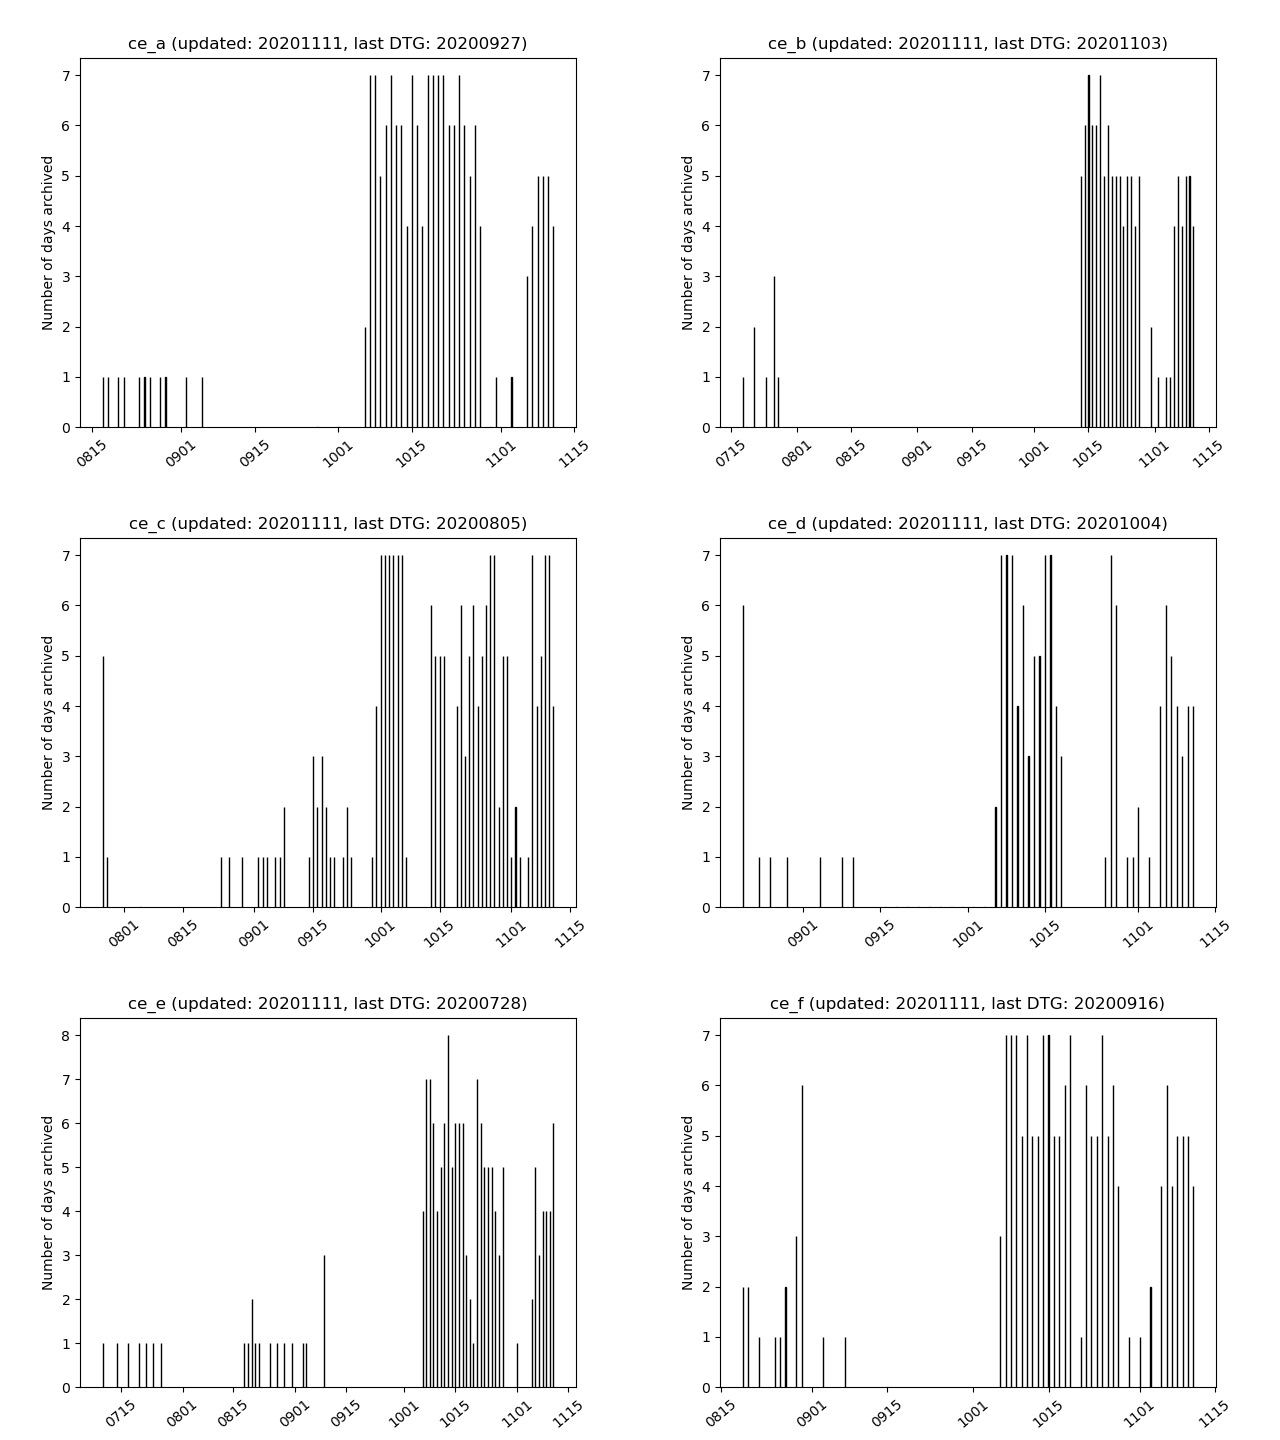 ce_a (updated: 20201111, last DTG: 20200927)
Number of days archived
7
6
5
4
3
2
1
0
0815 0901 0915 1001 1015 1101 1115
ce_b (updated: 20201111, last DTG: 20201103)
Number of days archived
7
6
5
4
3
2
1
0
0715 0801 0815 0901 0915 1001 1015 1101 1115
ce_c (updated: 20201111, last DTG: 20200805)
Number of days archived
7
6
5
4
3
2
1
0
0801 0815 0901 0915 1001 1015 1101 1115
ce_d (updated: 20201111, last DTG: 20201004)
Number of days archived
7
6
5
4
3
2
1
0
0901 0915 1001 1015 1101 1115
ce_e (updated: 20201111, last DTG: 20200728)
Number of days archived
8
7
6
5
4
3
2
1
0
0715 0801 0815 0901 0915 1001 1015 1101 1115
ce_f (updated: 20201111, last DTG: 20200916)
Number of days archived
7
6
5
4
3
2
1
0
0815 0901 0915 1001 1015 1101 1115